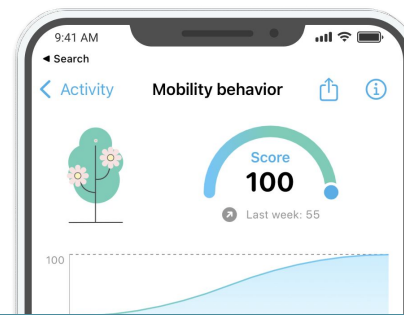 9:41 AM
◄ Search
Activity
Mobility behavior
Score
100
Last week: 55
100